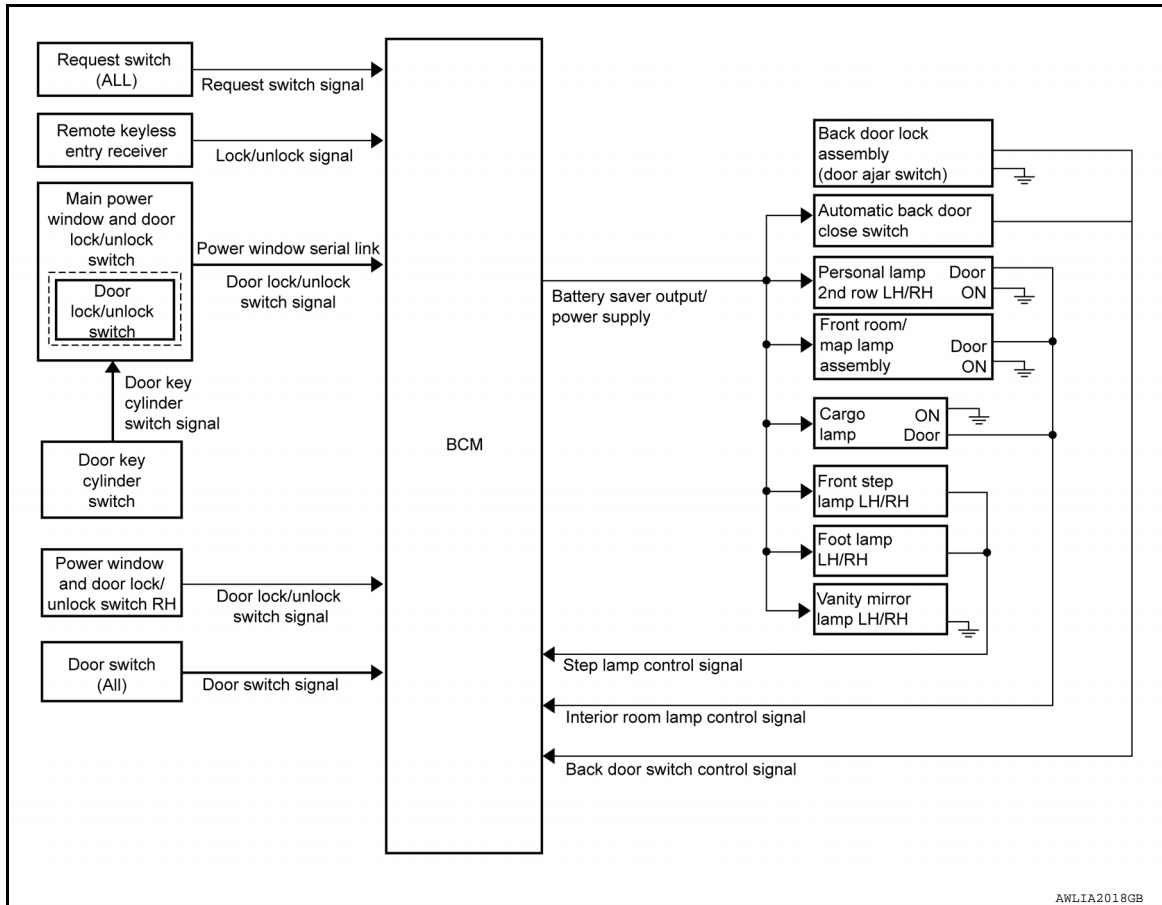 Request switch
(ALL)
Request switch signal
Remote keyless
entry receiver
Lock/unlock signal
Main power
window and door
lock/unlock
switch
Door
lock/unlock
switch
Power window serial link
Door lock/unlock
switch signal
Door key
cylinder
switch signal
Door key
cylinder
switch
Power window
and door lock/
unlock switch RH
Door lock/unlock
switch signal
Door switch
(All)
Door switch signal
BCM
Battery saver output/
power supply
Back door lock
assembly
(door ajar switch)
Automatic back door
close switch
Personal lamp Door
2nd row LH/RH ON
Front room/
map lamp Door
assembly ON
Cargo ON
lamp Door
Front step
lamp LH/RH
Foot lamp
LH/RH
Vanity mirror
lamp LH/RH
Step lamp control signal
Interior room lamp control signal
Back door switch control signal
AWLIA2018GB